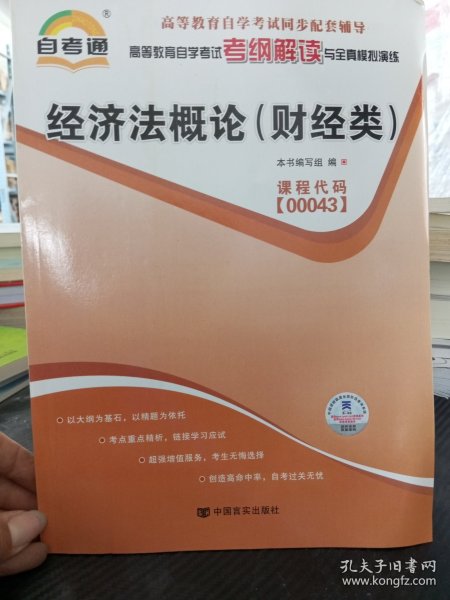 自考通
高等教育自学考试同步配套辅导
高等教育自学考试考纲解读与全真模拟演练
经济法概论(财经类)
本书编写组 编
课程代码
【00043】
以大纲为基石,以精题为依托
考点重点精析,链接学习应试
超强增值服务,考生无悔选择
创造高命中率,自考过关无忧
中国言实出版社
孔夫子旧书网
www.kongfz.com